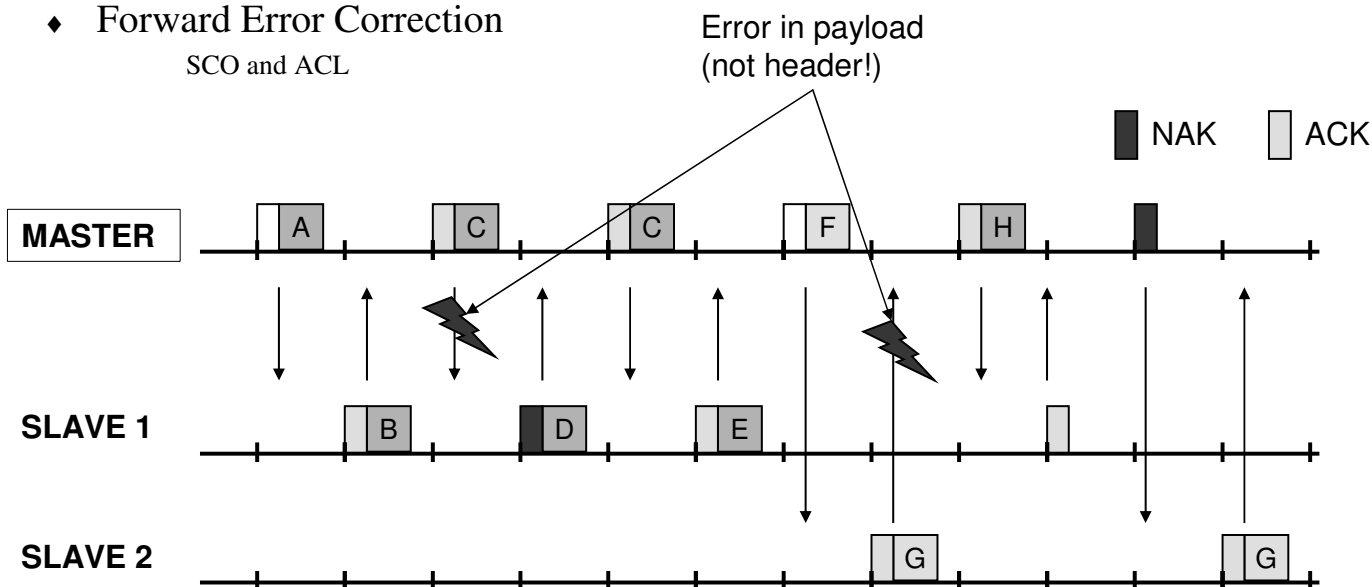 ♦ Forward Error Correction
SCO and ACL
Error in payload
(not header!)
NAK ACK
MASTER A C C F H
SLAVE 1 B D E
SLAVE 2 G G